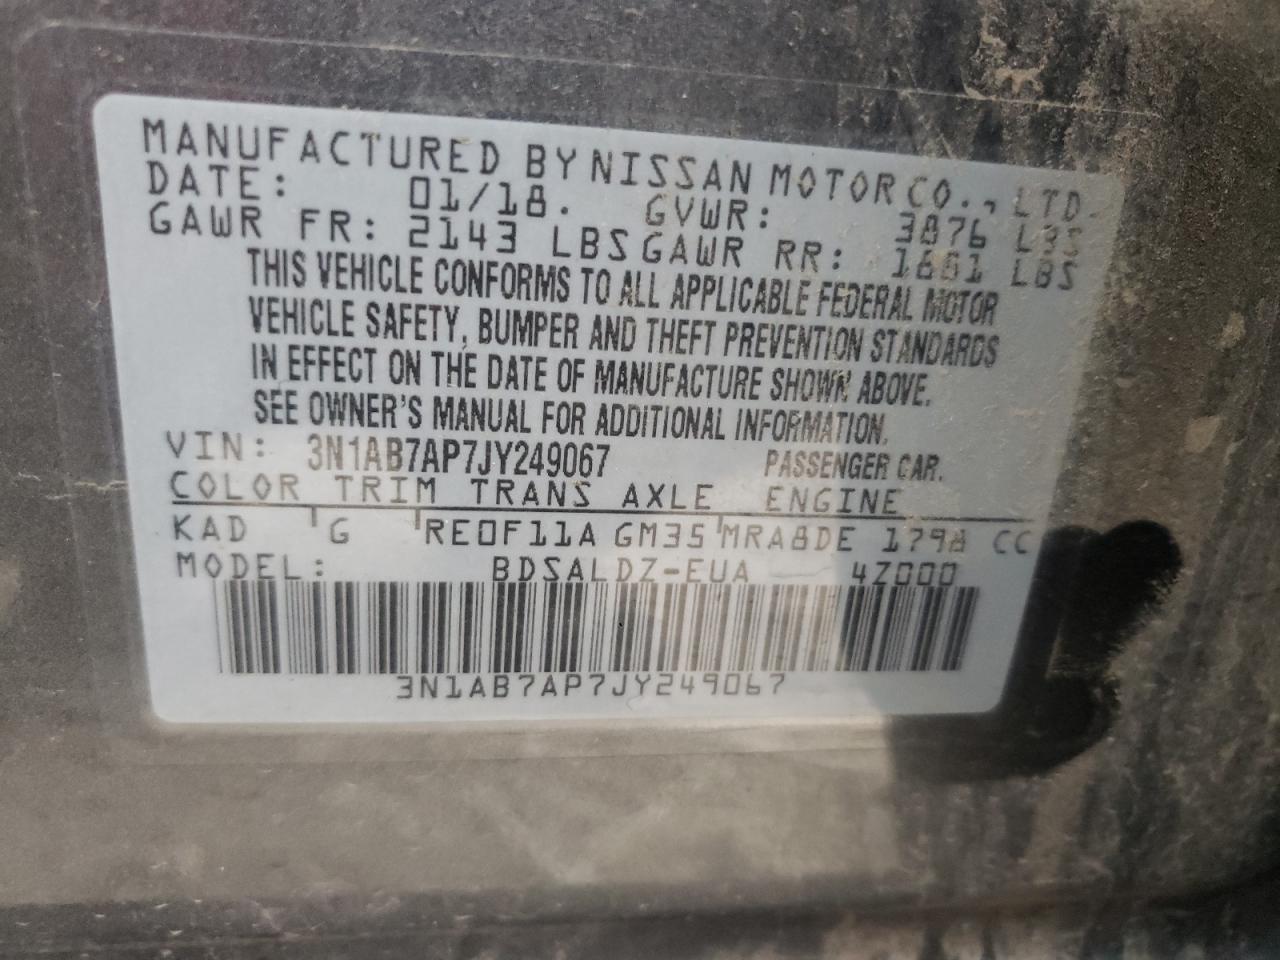 MANUFACTURED BY NISSAN MOTOR CO., LTD.
DATE: 01/18. GVWR: 3876 LBS
GAWR FR: 2143 LBS GAWR RR: LBS
THIS VEHICLE CONFORMS TO ALL APPLICABLE FEDERAL MOTOR
VEHICLE SAFETY, BUMPER AND THEFT PREVENTION STANDARDS
IN EFFECT ON THE DATE OF MANUFACTURE SHOWN ABOVE.
SEE OWNER'S MANUAL FOR ADDITIONAL INFORMATION.
VIN: 3N1AB7AP7JY249067 PASSENGER CAR.
COLOR TRIM TRANS AXLE ENGINE
KAD G RE0F11A GM35 MRA8DE 1798 CC
MODEL: BDSALDZ-EUA 4Z000
3N1AB7AP7JY249067